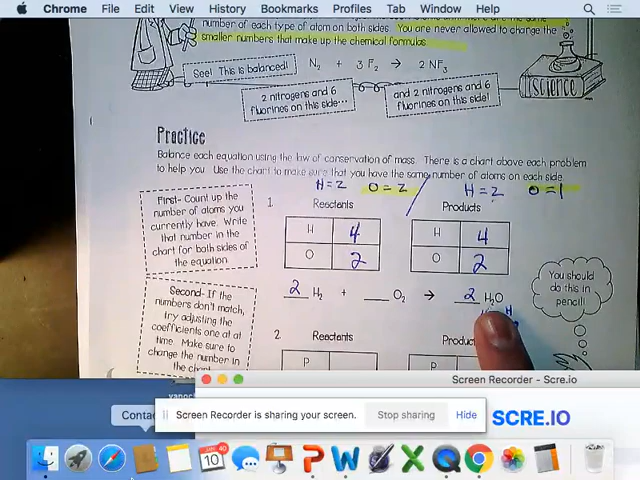 Chrome File Edit View History Bookmarks Profiles Tab Window Help
number of each type of atom on both sides. You are never allowed to change the
smaller numbers that make up the chemical formulas.
See! This is balanced!
N₂ + 3 F₂ → 2 NF₃
2 nitrogens and 6
fluorines on this side...
and 2 nitrogens and 6
fluorines on this side!
science
Practice
Balance each equation using the law of conservation of mass. There is a chart above each problem
to help you. Use the chart to make sure that you have the same number of atoms on each side.
H = 2 O = 2 / H = 2 O = 1
First- Count up the
number of atoms you
currently have. Write
that number in the
chart for both sides of
the equation
1. Reactants Products
H 4 H 4
O 2 O 2
2 H₂ + ___ O₂ → 2 H₂O
You should
do this in
pencil!
Second- If the
numbers don't match,
try adjusting the
coefficients one at a
time. Make sure to
change the number in
the
2. Reactants
P
Screen Recorder - Scre.io
Screen Recorder is sharing your screen. Stop sharing Hide
SCRE.IO
10